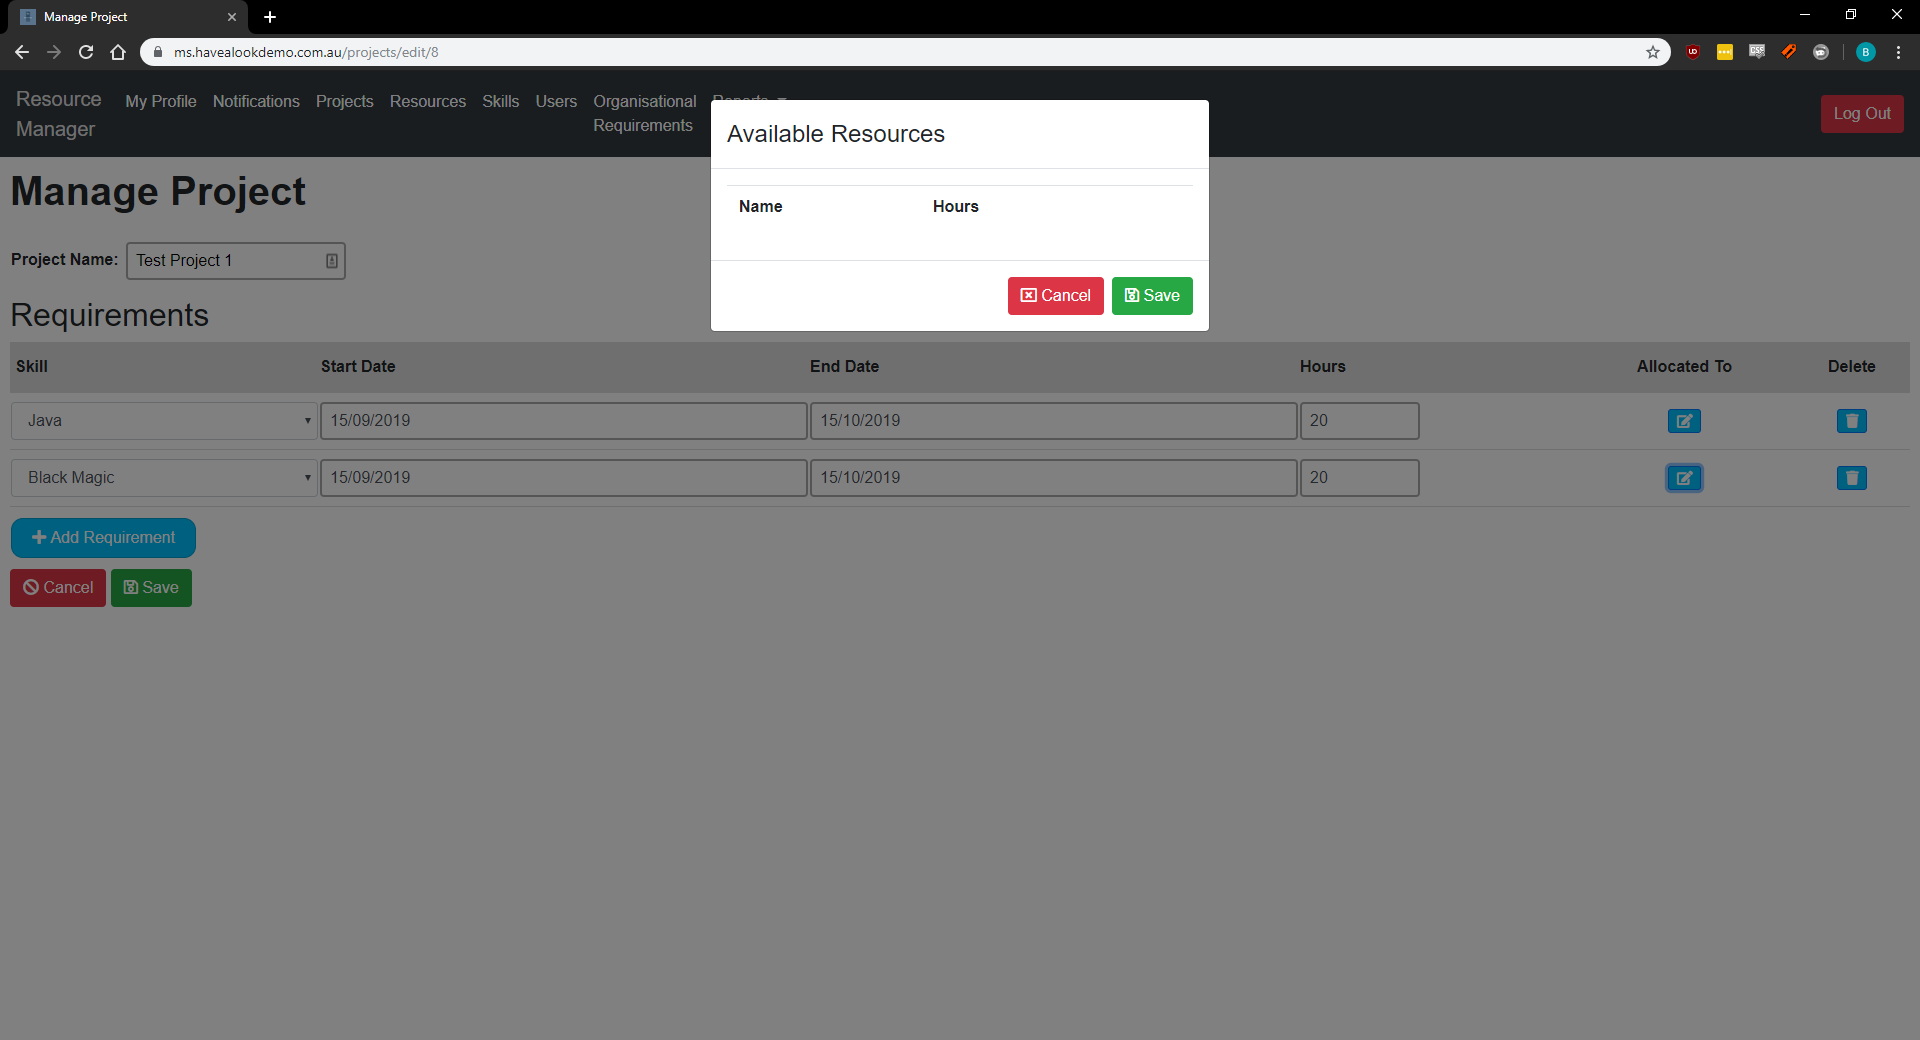 Manage Project
ms.havealookdemo.com.au/projects/edit/8
B
Resource Manager
My Profile
Notifications
Projects
Resources
Skills
Users
Organisational Requirements
Reports
Log Out
Available Resources
Name Hours
Cancel Save
Manage Project
Project Name: Test Project 1
Requirements
Skill Start Date End Date Hours Allocated To Delete
Java 15/09/2019 15/10/2019 20
Black Magic 15/09/2019 15/10/2019 20
Add Requirement
Cancel Save